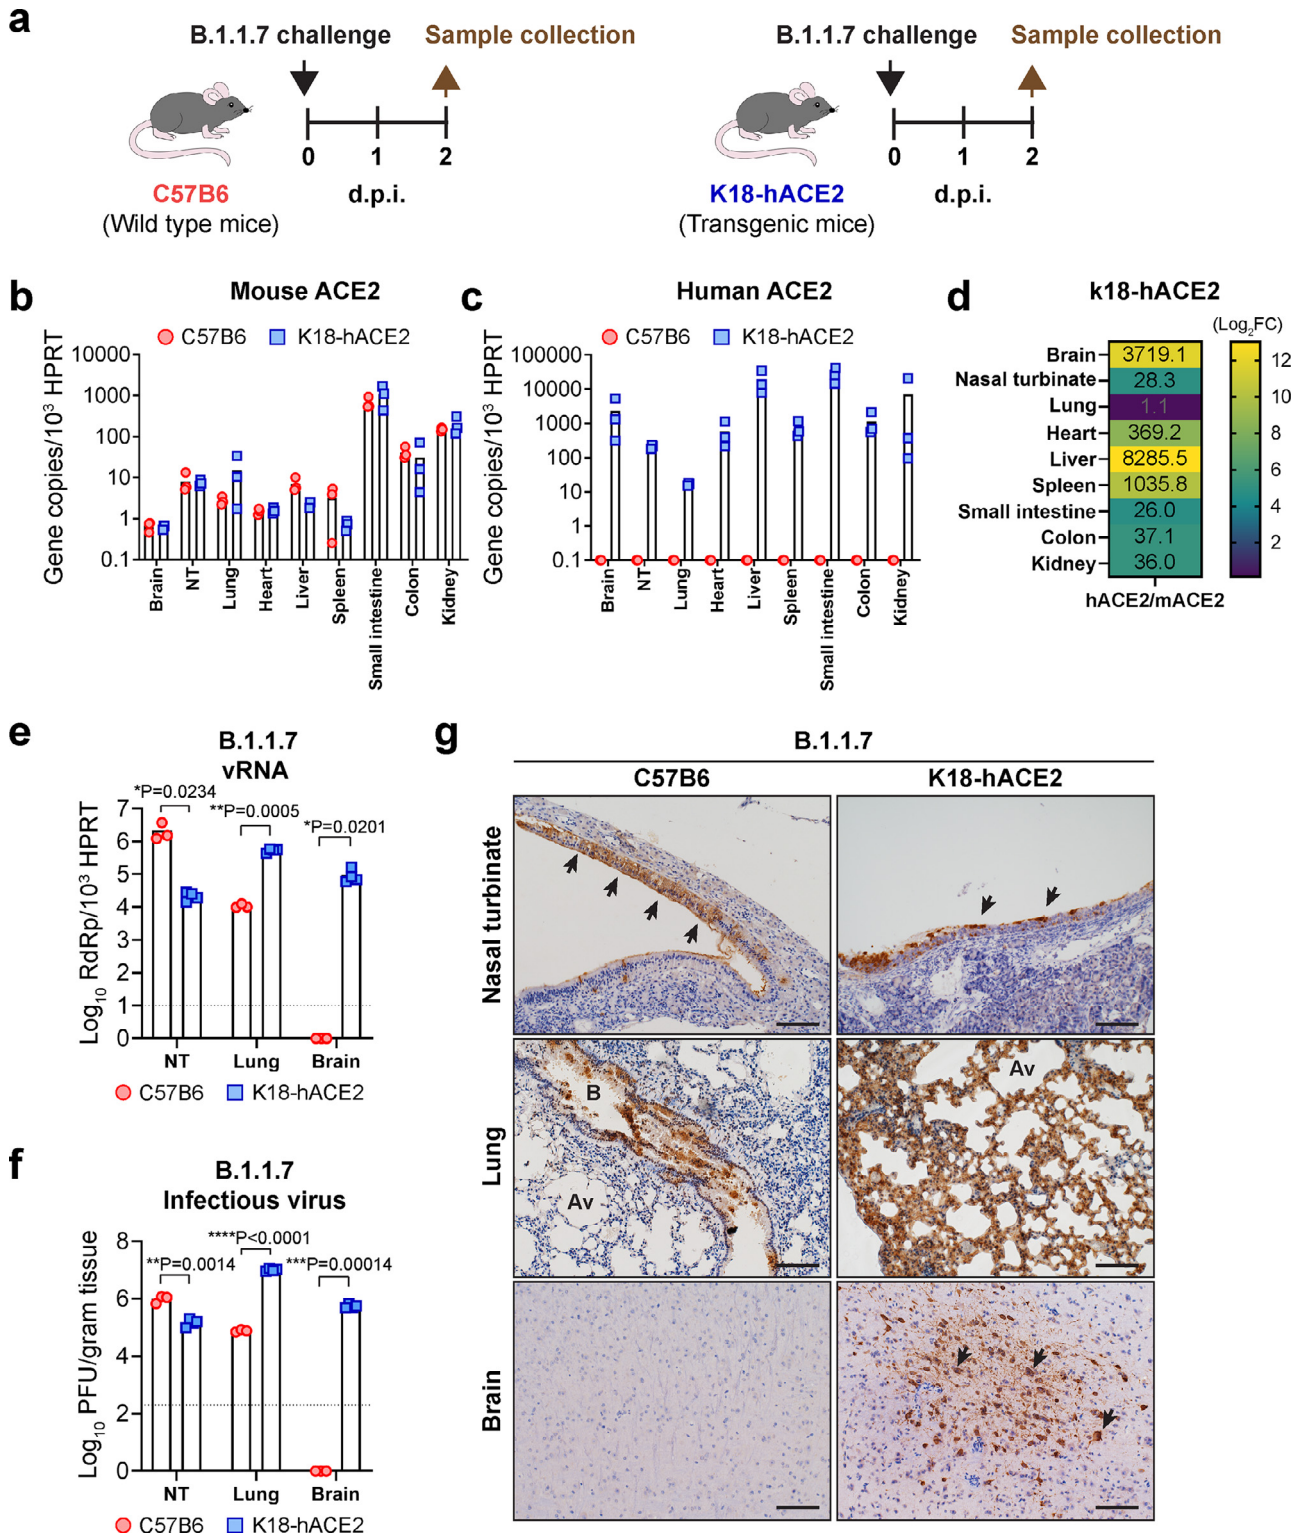 a
B.1.1.7 challenge Sample collection B.1.1.7 challenge Sample collection
0 1 2 0 1 2
C57B6 d.p.i. K18-hACE2 d.p.i.
(Wild type mice) (Transgenic mice)
b Mouse ACE2
C57B6 K18-hACE2
Gene copies/10³ HPRT
10000
1000
100
10
1
0.1
Brain NT Lung Heart Liver Spleen Small intestine Colon Kidney
c Human ACE2
C57B6 K18-hACE2
Gene copies/10³ HPRT
100000
10000
1000
100
10
1
0.1
Brain NT Lung Heart Liver Spleen Small intestine Colon Kidney
d k18-hACE2
(Log₂FC)
Brain 3719.1
Nasal turbinate 28.3
Lung 1.1
Heart 369.2
Liver 8285.5
Spleen 1035.8
Small intestine 26.0
Colon 37.1
Kidney 36.0
hACE2/mACE2
12
10
8
6
4
2
e B.1.1.7
vRNA
*P=0.0234
**P=0.0005
*P=0.0201
Log₁₀ RdRp/10³ HPRT
7
6
5
4
3
2
1
0
NT Lung Brain
C57B6 K18-hACE2
f B.1.1.7
Infectious virus
****P<0.0001
**P=0.0014 ***P=0.00014
Log₁₀ PFU/gram tissue
8
6
4
2
0
NT Lung Brain
C57B6 K18-hACE2
g B.1.1.7
C57B6 K18-hACE2
Nasal turbinate
Lung
B
Av
Av
Brain